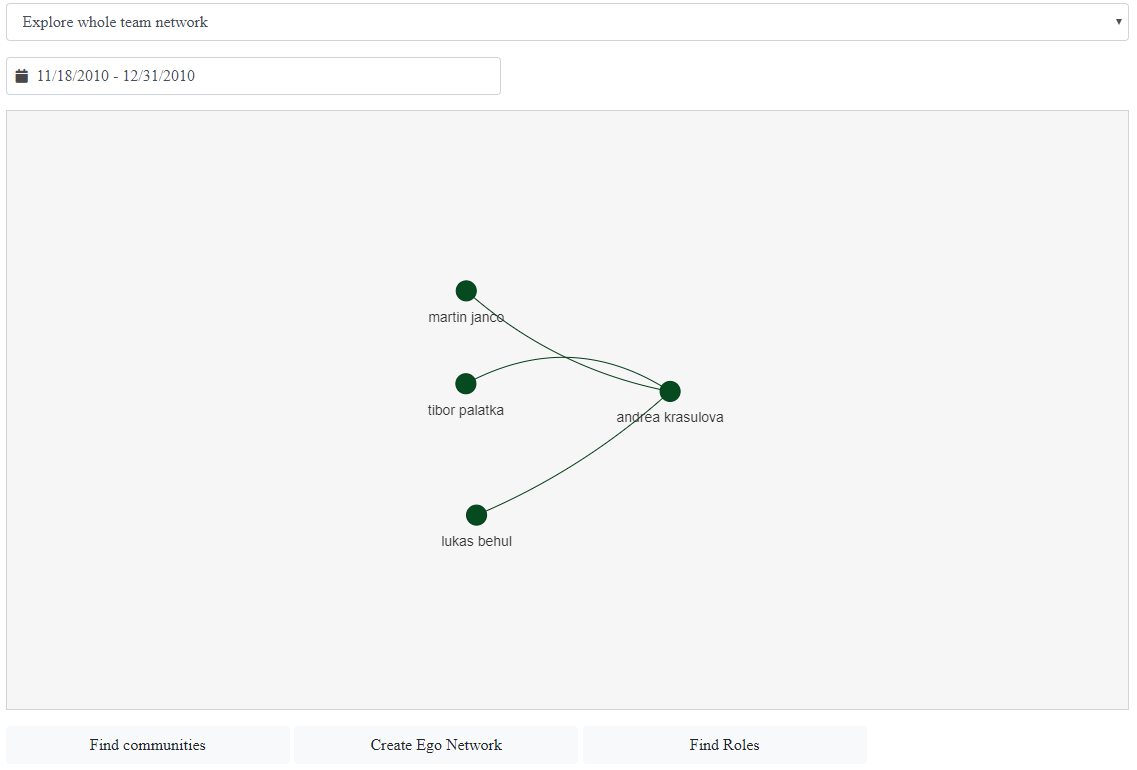 Explore whole team network
11/18/2010 - 12/31/2010
martin janco
tibor palatka
andrea krasulova
lukas behul
Find communities
Create Ego Network
Find Roles